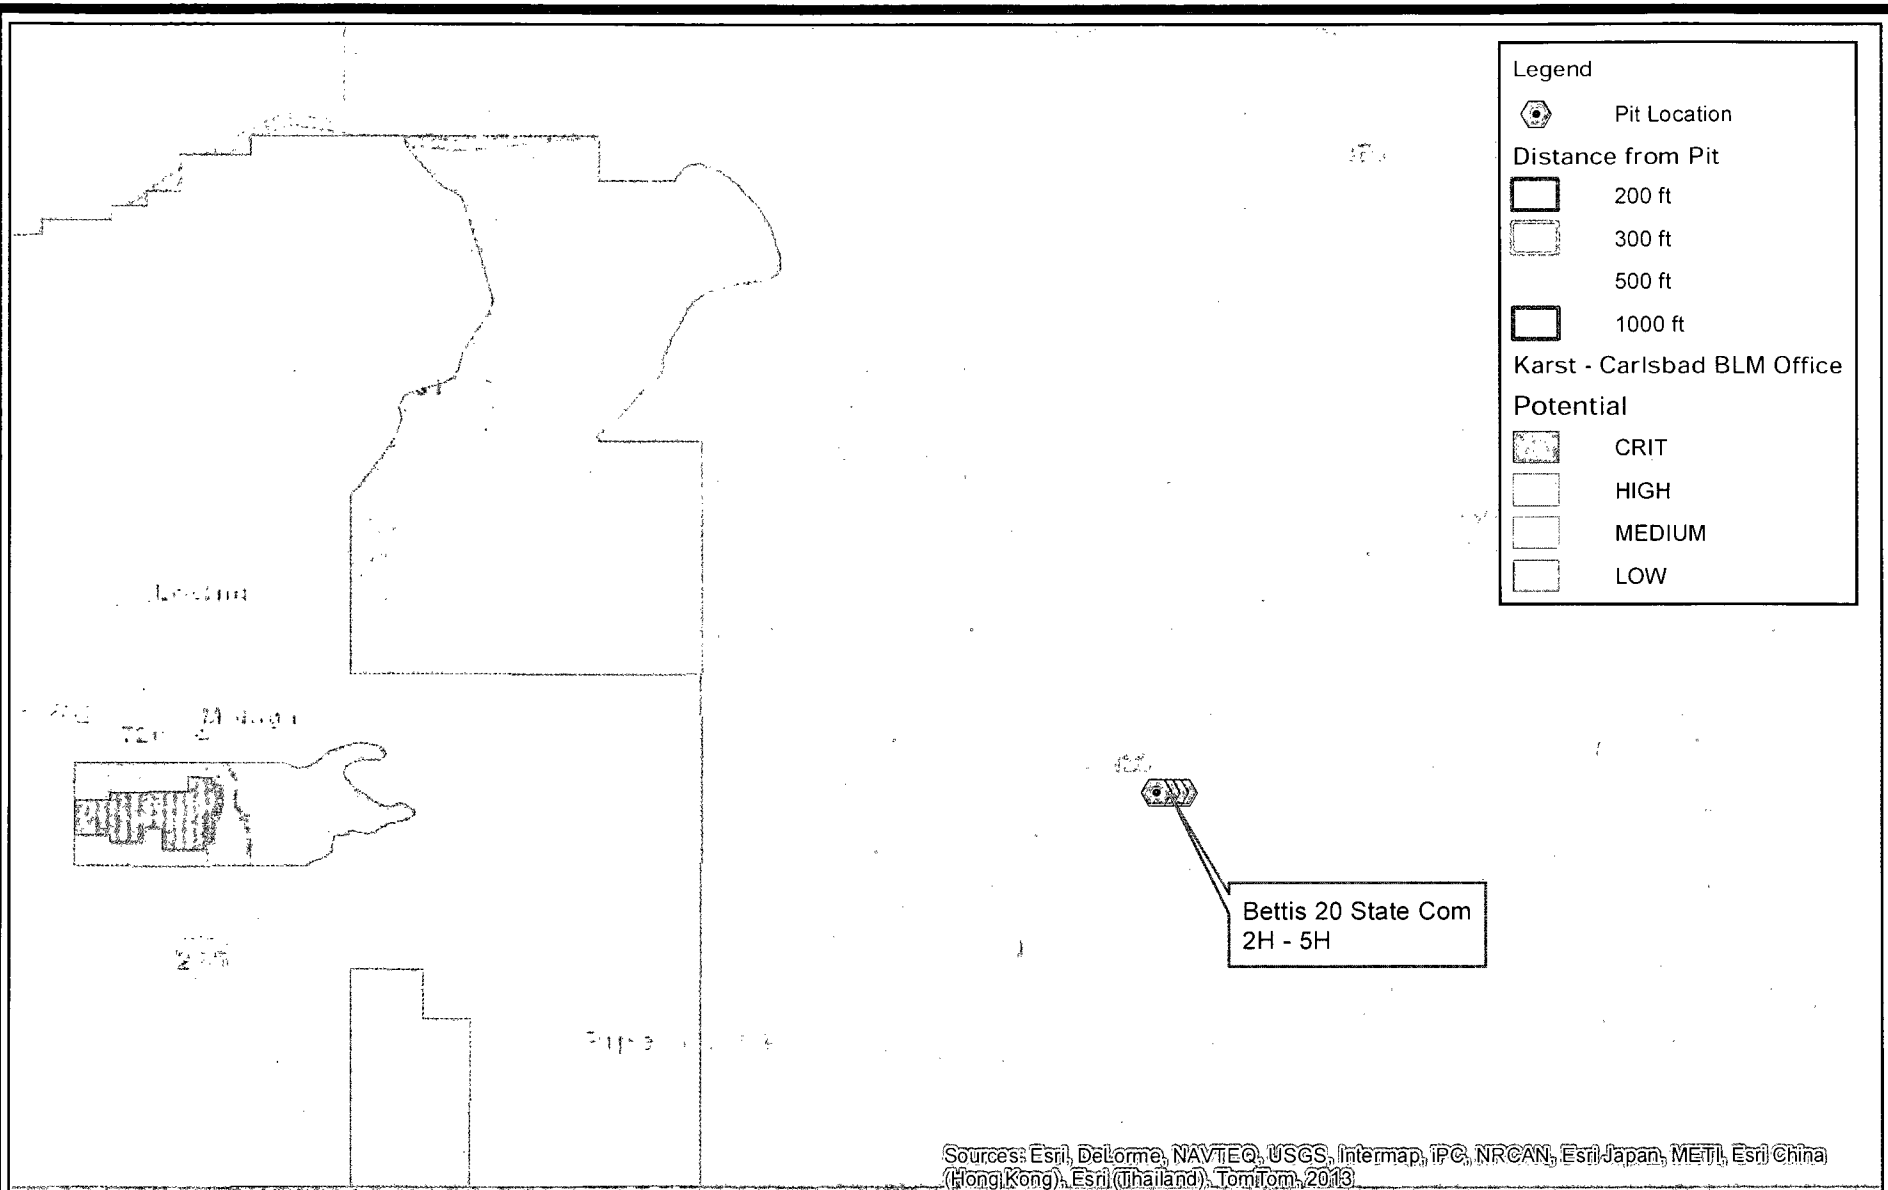 Legend
Pit Location
Distance from Pit
200 ft
300 ft
500 ft
1000 ft
Karst - Carlsbad BLM Office
Potential
CRIT
HIGH
MEDIUM
LOW
Bettis 20 State Com
2H - 5H
Sources: Esri, DeLorme, NAVTEQ, USGS, Intermap, iPC, NRCAN, Esri Japan, METI, Esri China
(Hong Kong), Esri (Thailand), TomTom, 2013